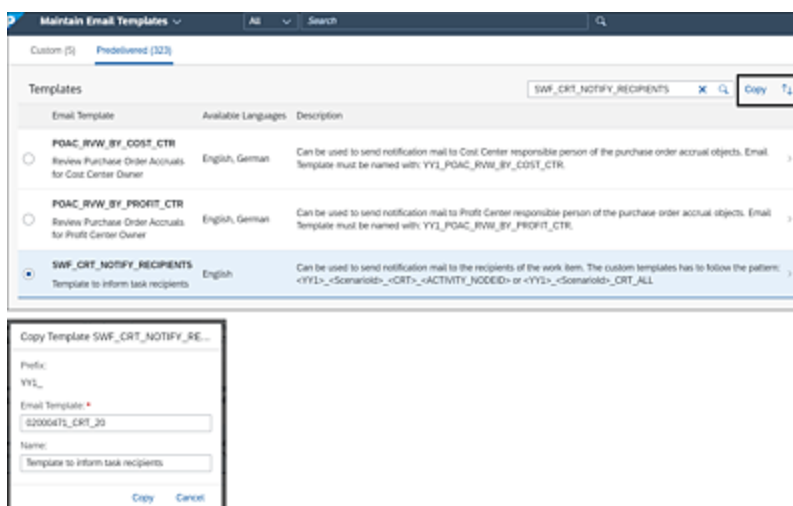 Maintain Email Templates
All
Search
Custom (5)
Predelivered (323)
Templates
SWF_CRT_NOTIFY_RECIPIENTS
Copy
Email Template
Available Languages
Description
POAC_RVW_BY_COST_CTR
Review Purchase Order Accruals
for Cost Center Owner
English, German
Can be used to send notification mail to Cost Center responsible person of the purchase order accrual objects. Email
Template must be named with: YY1_POAC_RVW_BY_COST_CTR.
POAC_RVW_BY_PROFIT_CTR
Review Purchase Order Accruals
for Profit Center Owner
English, German
Can be used to send notification mail to Profit Center responsible person of the purchase order accrual objects. Email
Template must be named with: YY1_POAC_RVW_BY_PROFIT_CTR.
SWF_CRT_NOTIFY_RECIPIENTS
Template to inform task recipients
English
Can be used to send notification mail to the recipients of the work item. The custom templates has to follow the pattern:
<YY1>_<ScenarioId>_<CRT>_<ACTIVITY_NODEID> or <YY1>_<ScenarioId>_CRT_ALL
Copy Template SWF_CRT_NOTIFY_RE...
Prefix:
YY1_
Email Template: *
02000471_CRT_20
Name:
Template to inform task recipients
Copy
Cancel